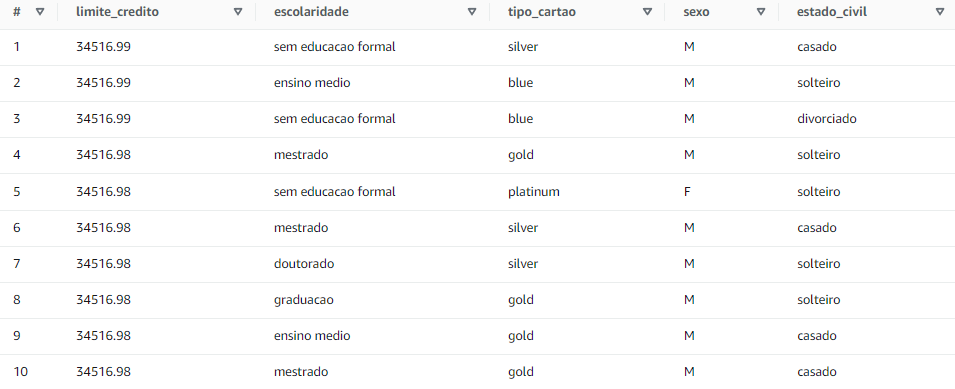 # limite_credito escolaridade tipo_cartao sexo estado_civil
1 34516.99 sem educacao formal silver M casado
2 34516.99 ensino medio blue M solteiro
3 34516.99 sem educacao formal blue M divorciado
4 34516.98 mestrado gold M solteiro
5 34516.98 sem educacao formal platinum F solteiro
6 34516.98 mestrado silver M casado
7 34516.98 doutorado silver M solteiro
8 34516.98 graduacao gold M solteiro
9 34516.98 ensino medio gold M casado
10 34516.98 mestrado gold M casado